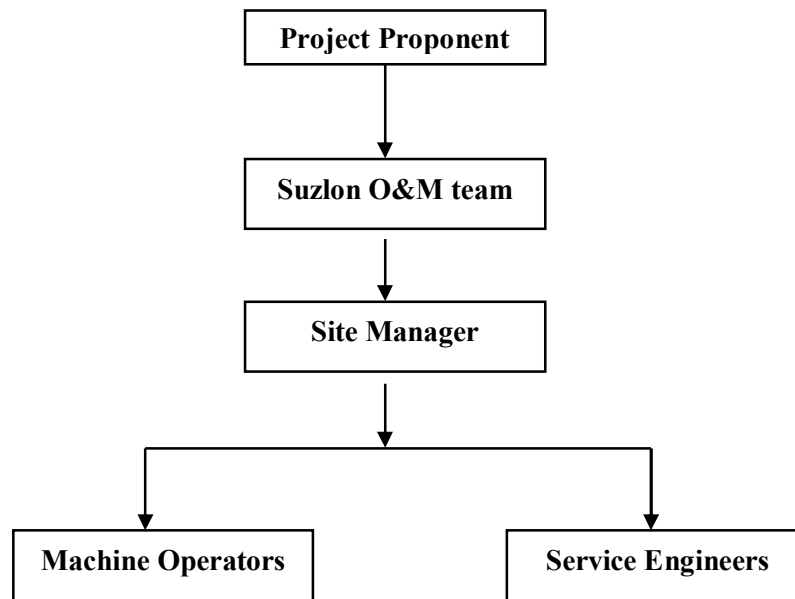 Project Proponent
Suzlon O&M team
Site Manager
Machine Operators
Service Engineers